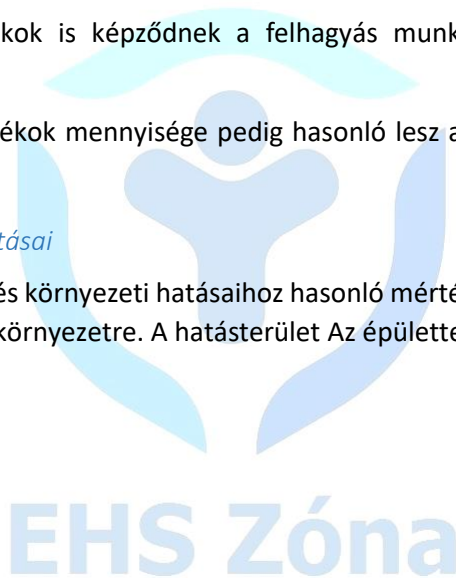 kok is képződnek a felhagyás munk
ékok mennyisége pedig hasonló lesz a
tásai
és környezeti hatásaihoz hasonló mérté
környezetre. A hatásterület Az épülette
EHS Zóna